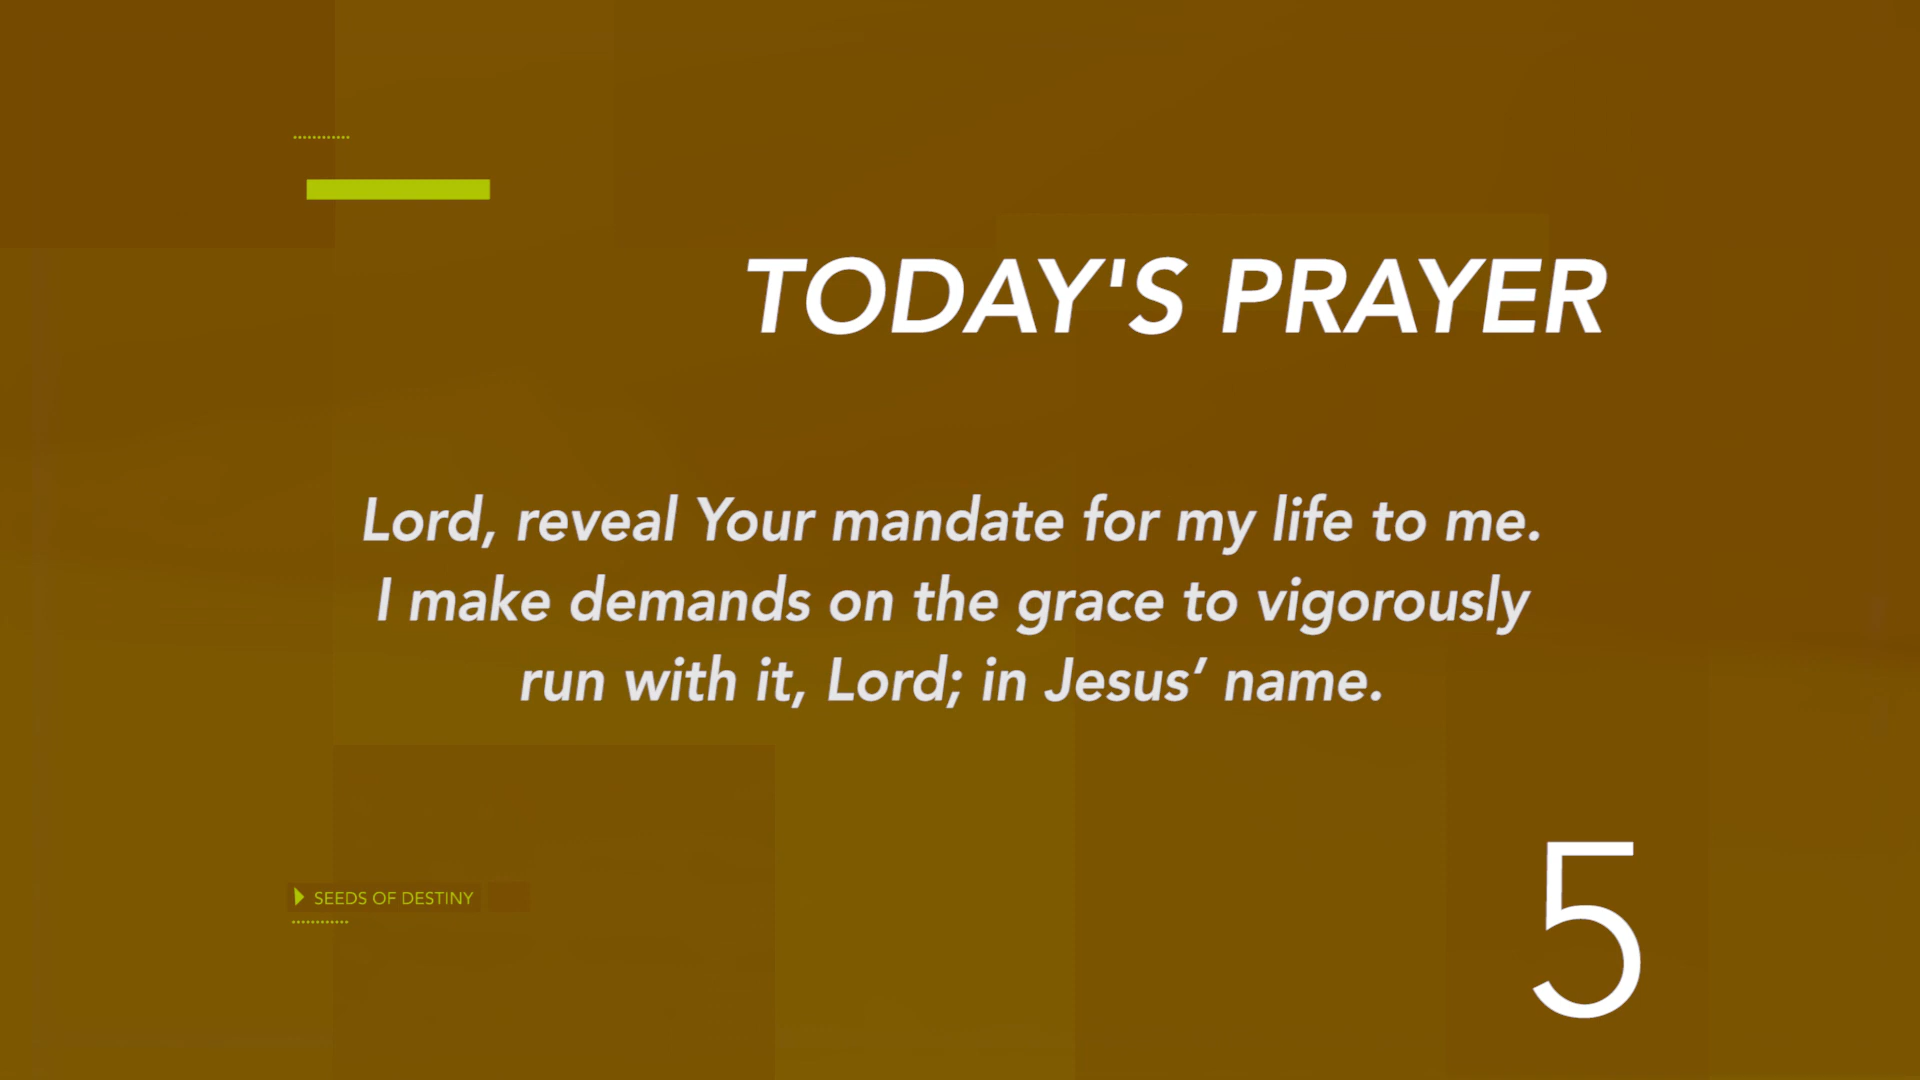 TODAY'S PRAYER
Lord, reveal Your mandate for my life to me.
I make demands on the grace to vigorously
run with it, Lord; in Jesus’ name.
SEEDS OF DESTINY
5